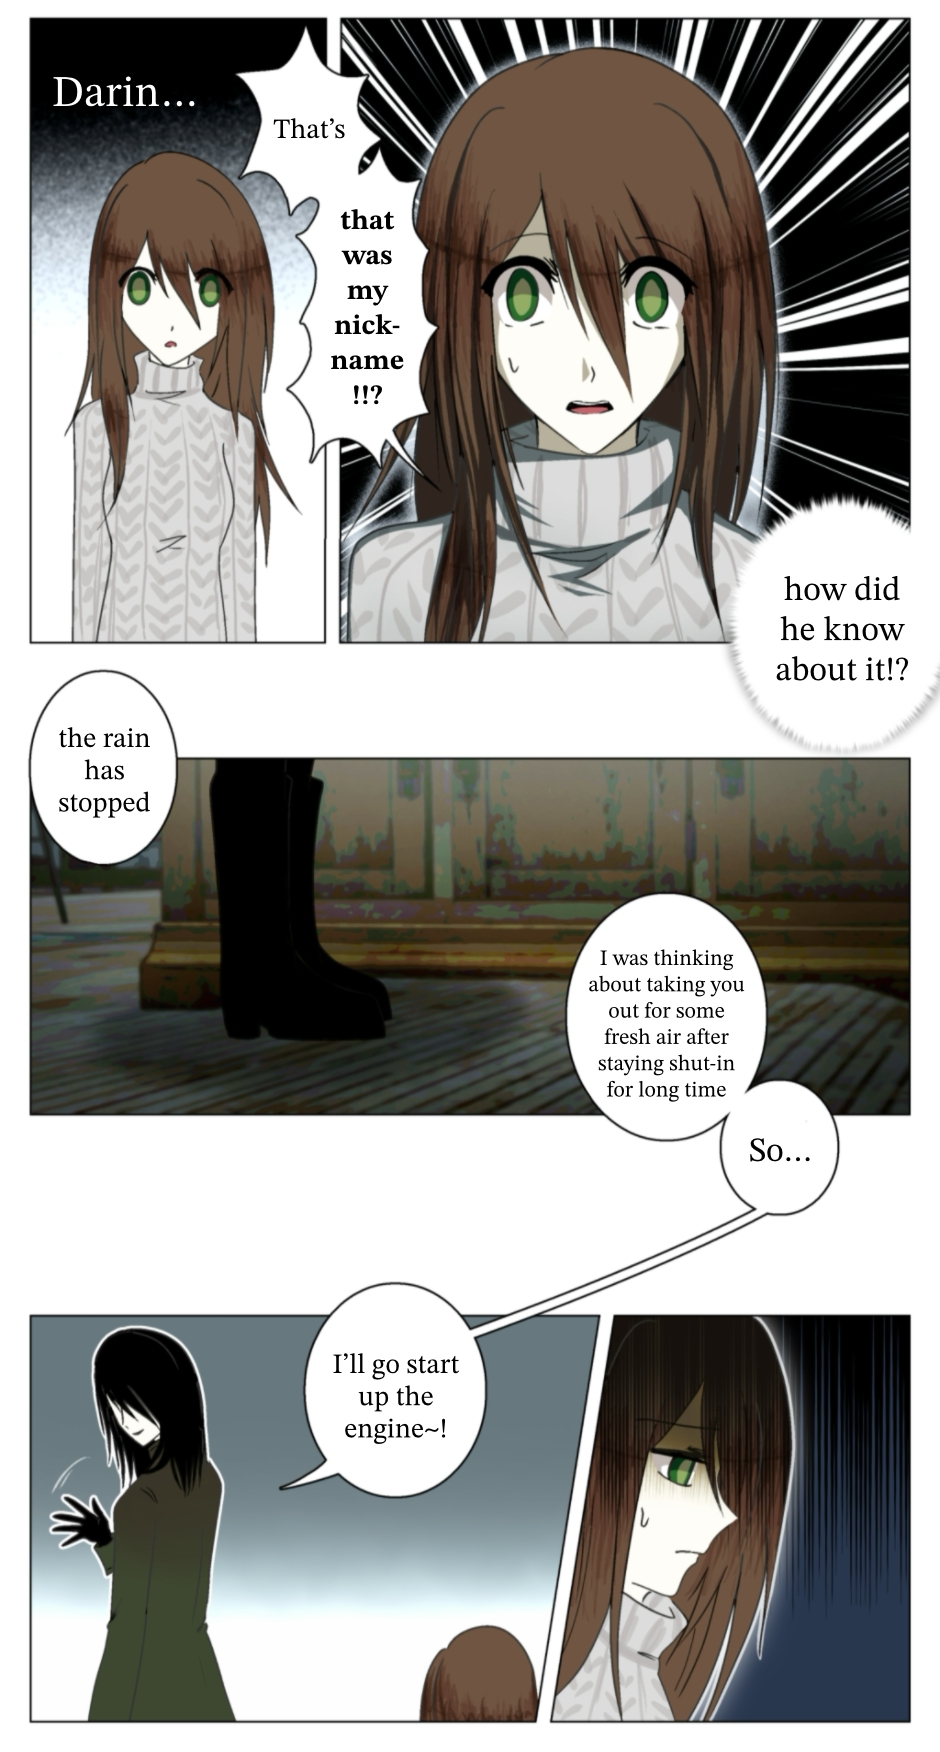 Darin...
That's
that
was
my
nick-
name
!!?
how did
he know
about it!?
the rain
has
stopped
I was thinking
about taking you
out for some
fresh air after
staying shut-in
for long time
So...
I'll go start
up the
engine~!